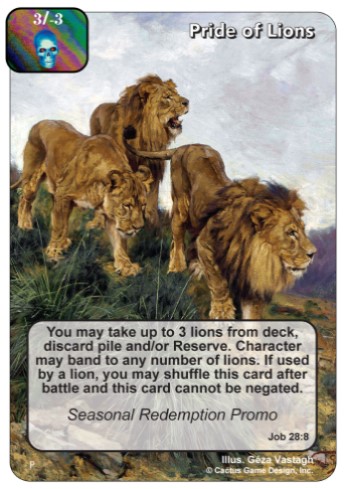 3/-3
Pride of Lions
You may take up to 3 lions from deck,
discard pile and/or Reserve. Character
may band to any number of lions. If used
by a lion, you may shuffle this card after
battle and this card cannot be negated.
Seasonal Redemption Promo
Job 28:8
Illus. Géza Vastagh
P
© Cactus Game Design, Inc.